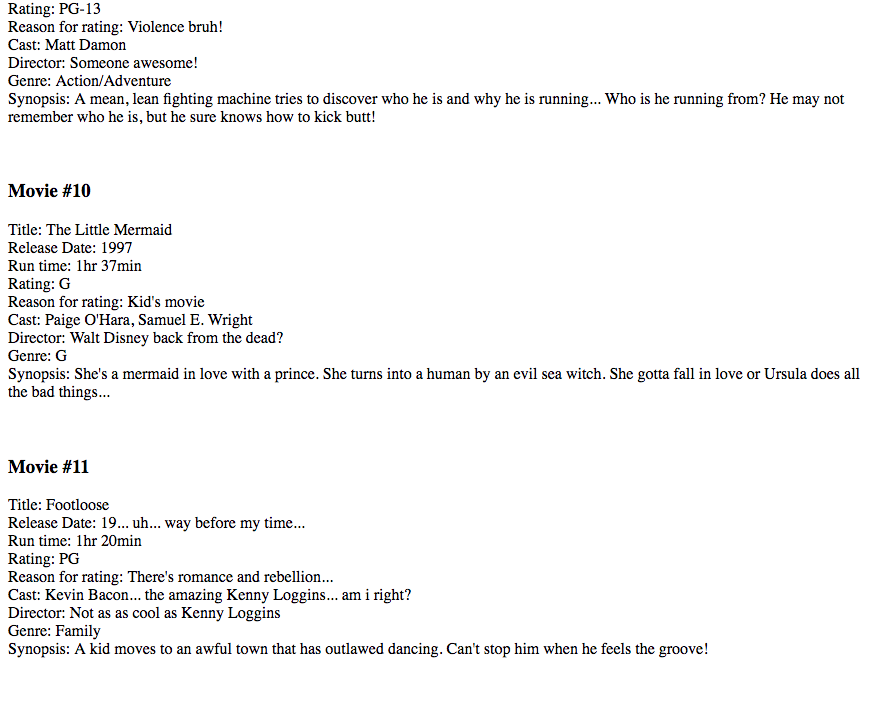 Rating: PG-13
Reason for rating: Violence bruh!
Cast: Matt Damon
Director: Someone awesome!
Genre: Action/Adventure
Synopsis: A mean, lean fighting machine tries to discover who he is and why he is running... Who is he running from? He may not
remember who he is, but he sure knows how to kick butt!
Movie #10
Title: The Little Mermaid
Release Date: 1997
Run time: 1hr 37min
Rating: G
Reason for rating: Kid's movie
Cast: Paige O'Hara, Samuel E. Wright
Director: Walt Disney back from the dead?
Genre: G
Synopsis: She's a mermaid in love with a prince. She turns into a human by an evil sea witch. She gotta fall in love or Ursula does all
the bad things...
Movie #11
Title: Footloose
Release Date: 19... uh... way before my time...
Run time: 1hr 20min
Rating: PG
Reason for rating: There's romance and rebellion...
Cast: Kevin Bacon... the amazing Kenny Loggins... am i right?
Director: Not as as cool as Kenny Loggins
Genre: Family
Synopsis: A kid moves to an awful town that has outlawed dancing. Can't stop him when he feels the groove!